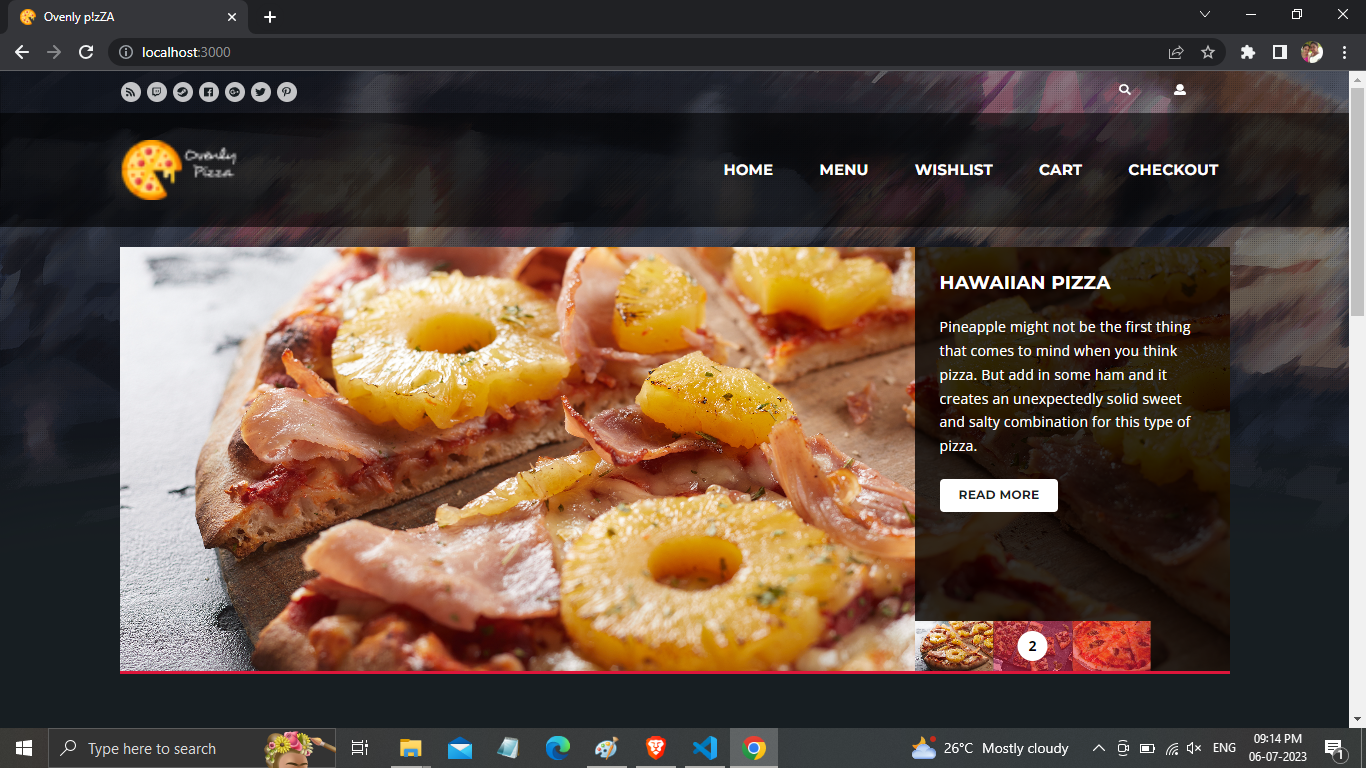 Ovenly p!zZA
localhost:3000
Ovenly
Pizza
HOME MENU WISHLIST CART CHECKOUT
HAWAIIAN PIZZA
Pineapple might not be the first thing
that comes to mind when you think
pizza. But add in some ham and it
creates an unexpectedly solid sweet
and salty combination for this type of
pizza.
READ MORE
2
Type here to search
26°C Mostly cloudy
ENG
09:14 PM
06-07-2023
1